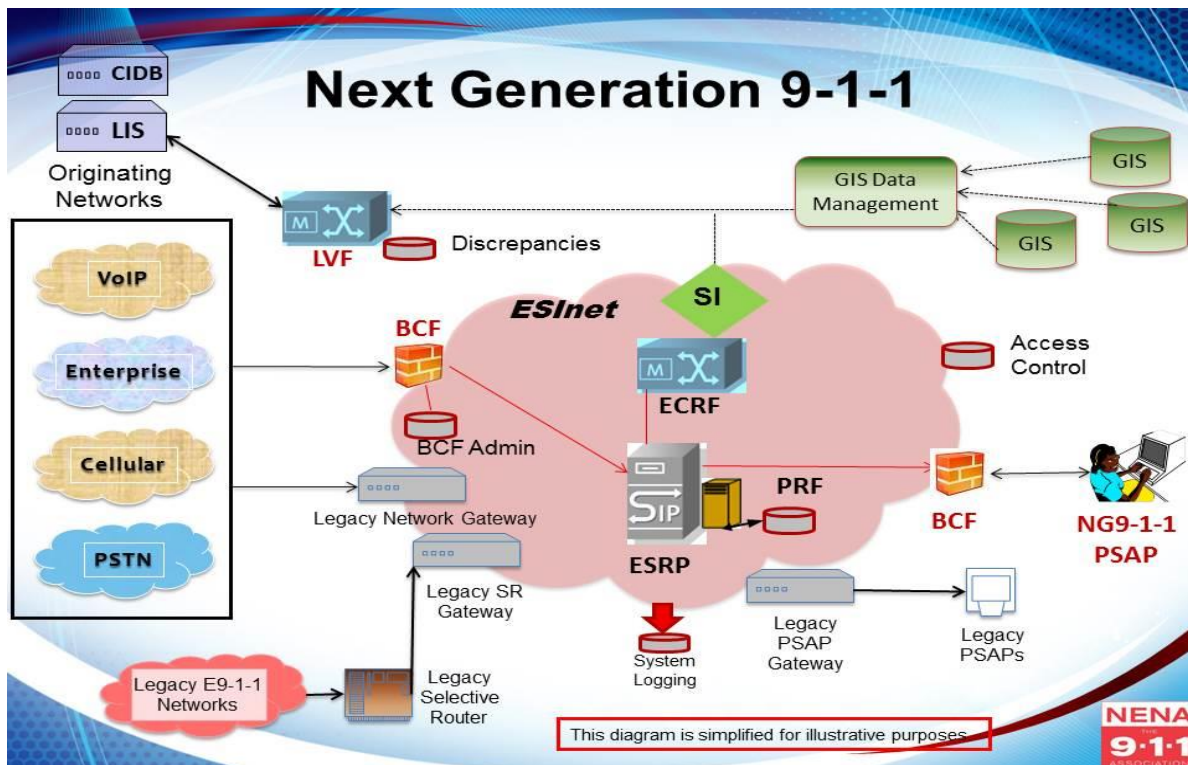 Next Generation 9-1-1
CIDB
LIS
Originating
Networks
VoIP
Enterprise
Cellular
PSTN
M
LVF
Discrepancies
GIS Data
Management
GIS
GIS
GIS
ESInet
SI
M
ECRF
Access
Control
BCF
BCF Admin
Legacy Network Gateway
SIP
ESRP
PRF
BCF
NG9-1-1
PSAP
Legacy SR
Gateway
Legacy E9-1-1
Networks
Legacy
Selective
Router
System
Logging
Legacy
PSAP
Gateway
Legacy
PSAPs
This diagram is simplified for illustrative purposes
NENA
THE
9·1·1
ASSOCIATION